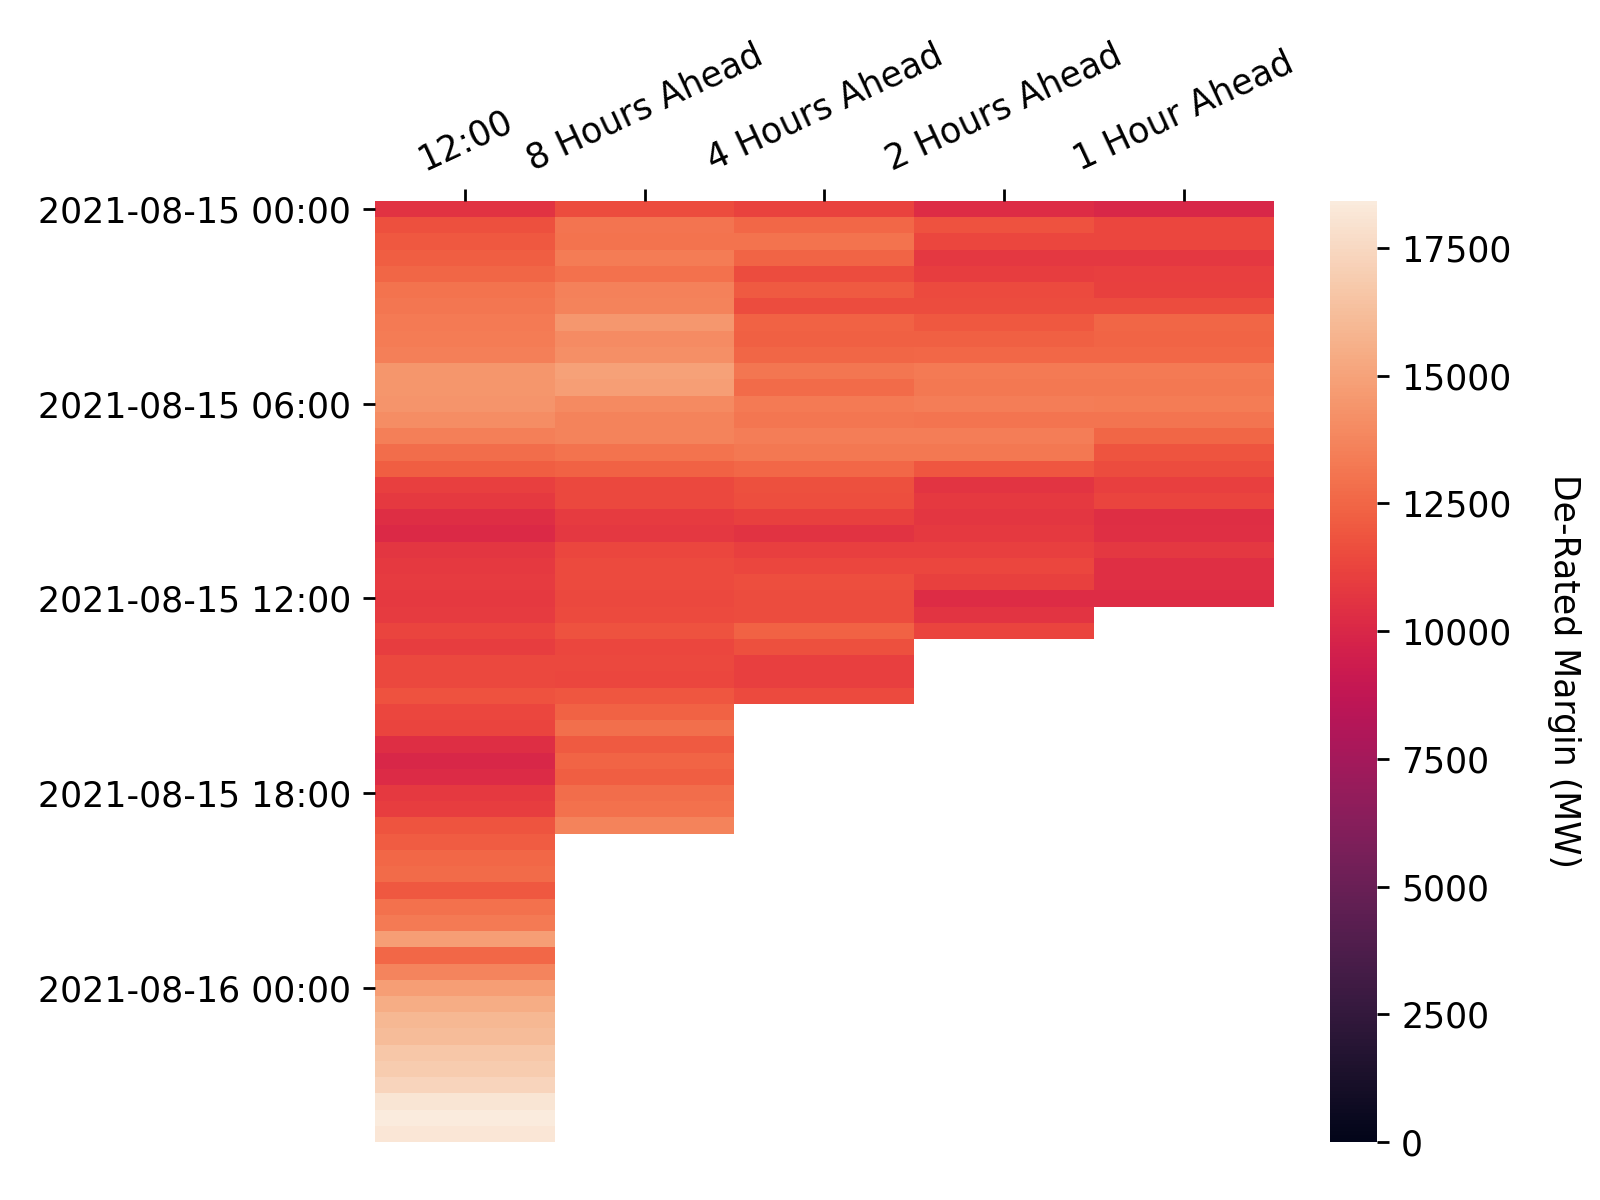 12:00
8 Hours Ahead
4 Hours Ahead
2 Hours Ahead
1 Hour Ahead
2021-08-15 00:00
2021-08-15 06:00
2021-08-15 12:00
2021-08-15 18:00
2021-08-16 00:00
17500
15000
12500
10000
7500
5000
2500
0
De-Rated Margin (MW)